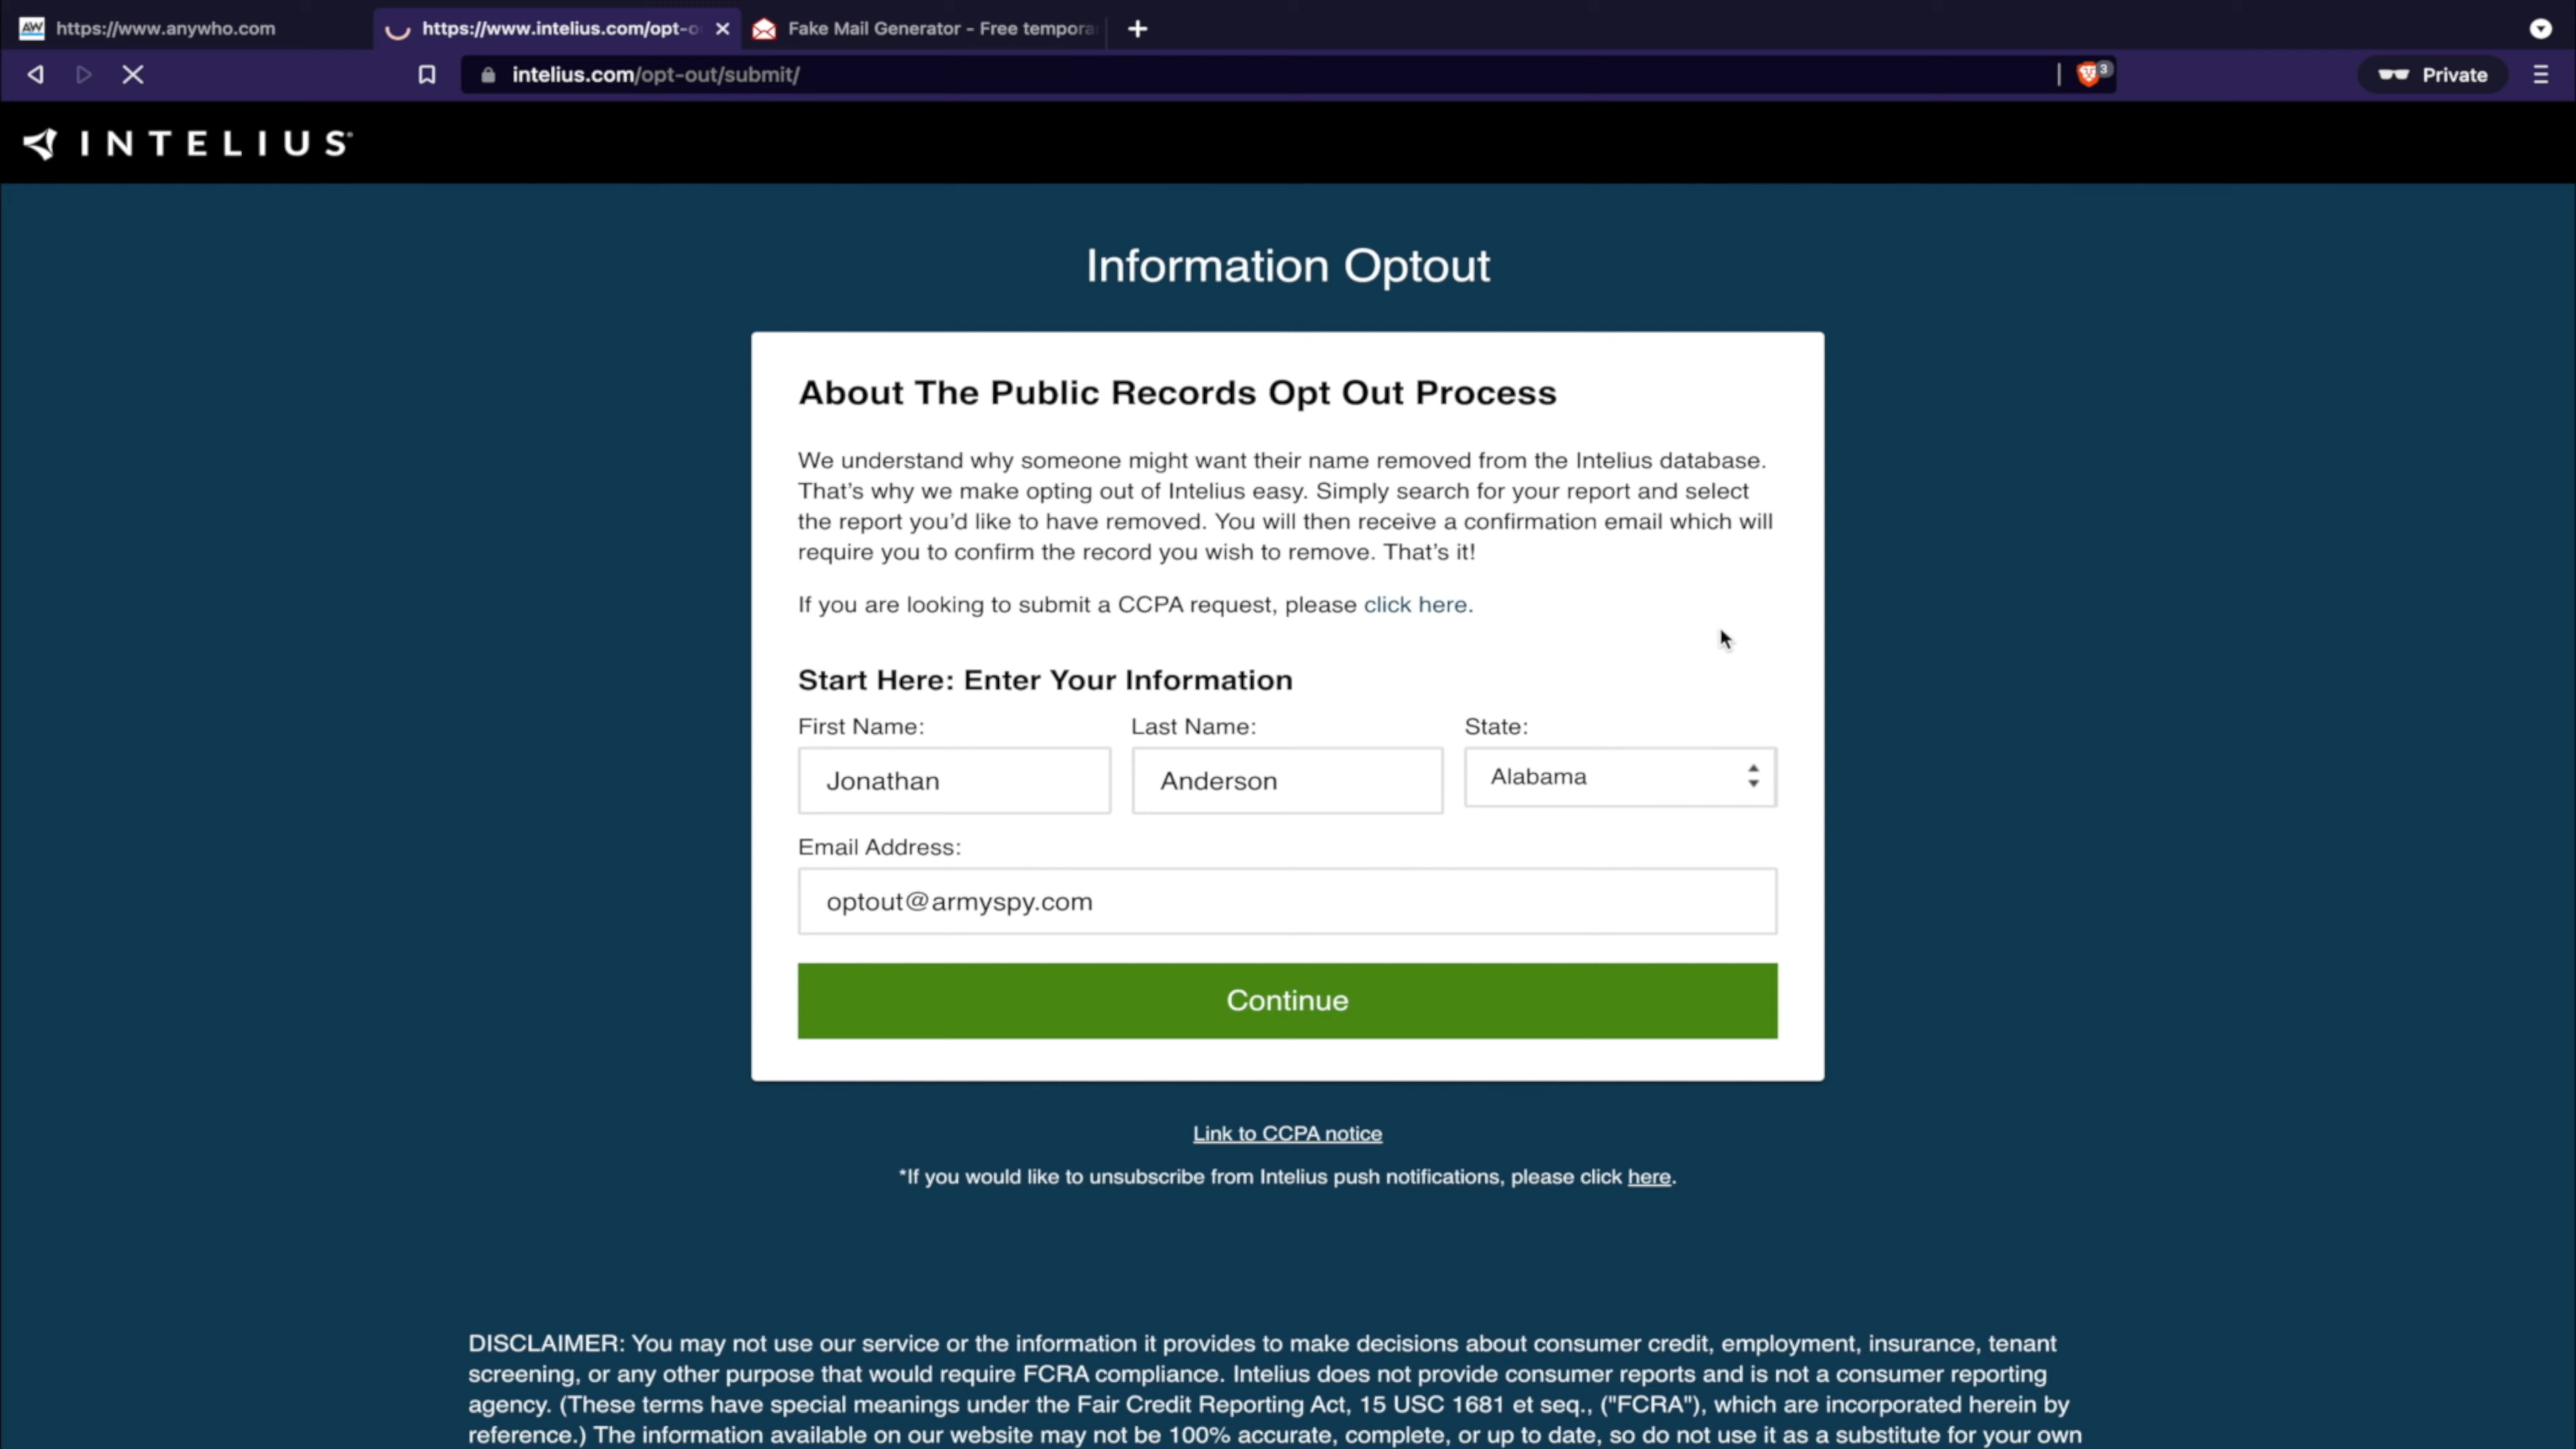 AW https://www.anywho.com
https://www.intelius.com/opt-o
Fake Mail Generator - Free tempora
intelius.com/opt-out/submit/
3
Private
INTELIUS
Information Optout
About The Public Records Opt Out Process
We understand why someone might want their name removed from the Intelius database.
That's why we make opting out of Intelius easy. Simply search for your report and select
the report you'd like to have removed. You will then receive a confirmation email which will
require you to confirm the record you wish to remove. That's it!
If you are looking to submit a CCPA request, please click here.
Start Here: Enter Your Information
First Name: Last Name: State:
Jonathan Anderson Alabama
Email Address:
optout@armyspy.com
Continue
Link to CCPA notice
*If you would like to unsubscribe from Intelius push notifications, please click here.
DISCLAIMER: You may not use our service or the information it provides to make decisions about consumer credit, employment, insurance, tenant
screening, or any other purpose that would require FCRA compliance. Intelius does not provide consumer reports and is not a consumer reporting
agency. (These terms have special meanings under the Fair Credit Reporting Act, 15 USC 1681 et seq., ("FCRA"), which are incorporated herein by
reference.) The information available on our website may not be 100% accurate, complete, or up to date, so do not use it as a substitute for your own